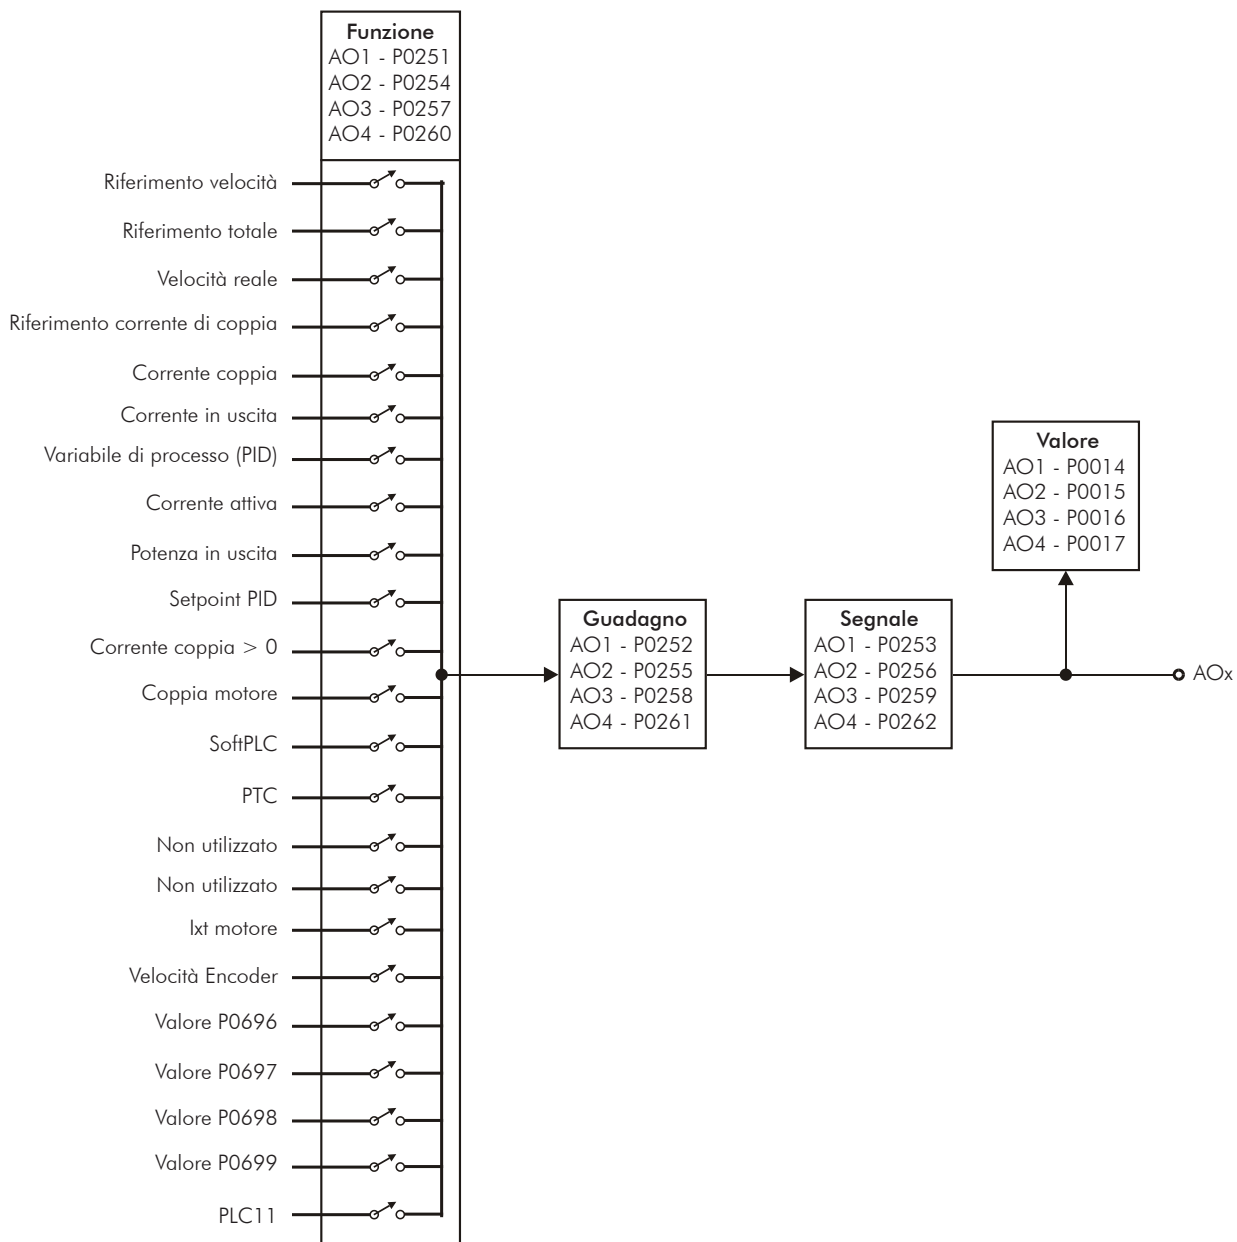 Funzione
AO1 - P0251
AO2 - P0254
AO3 - P0257
AO4 - P0260
Riferimento velocità
Riferimento totale
Velocità reale
Riferimento corrente di coppia
Corrente coppia
Corrente in uscita
Variabile di processo (PID)
Corrente attiva
Potenza in uscita
Setpoint PID
Corrente coppia > 0
Coppia motore
SoftPLC
PTC
Non utilizzato
Non utilizzato
Ixt motore
Velocità Encoder
Valore P0696
Valore P0697
Valore P0698
Valore P0699
PLC11
Guadagno
AO1 - P0252
AO2 - P0255
AO3 - P0258
AO4 - P0261
Segnale
AO1 - P0253
AO2 - P0256
AO3 - P0259
AO4 - P0262
Valore
AO1 - P0014
AO2 - P0015
AO3 - P0016
AO4 - P0017
AOx